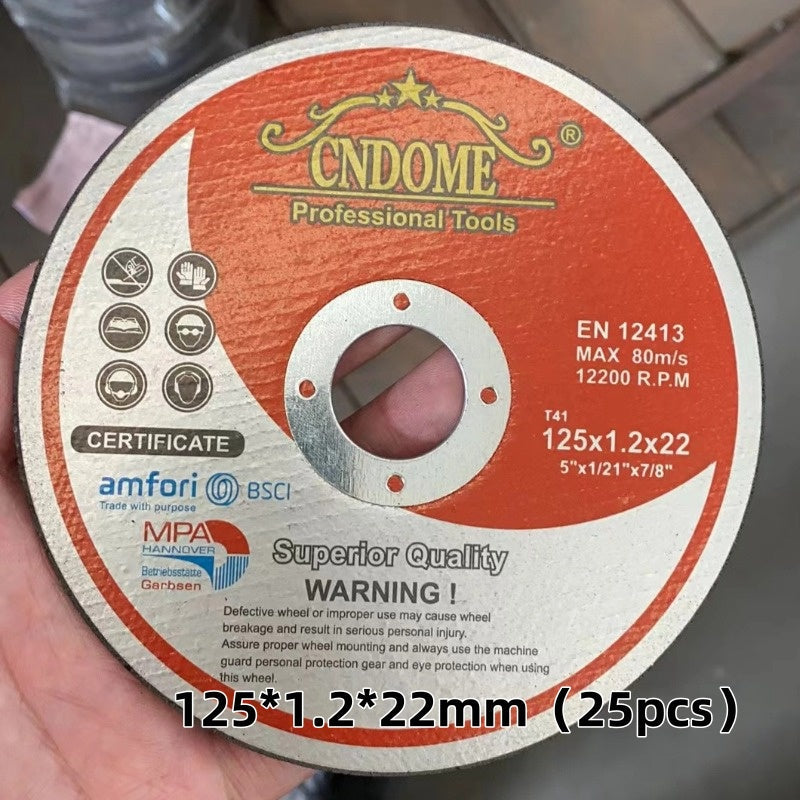 CNDOME ®
Professional Tools
EN 12413
MAX 80m/s
12200 R.P.M
T41
125x1.2x22
5"x1/21"x7/8"
CERTIFICATE
amfori BSCI
Trade with purpose
MPA
HANNOVER
Betriebsstätte
Garbsen
Superior Quality
WARNING !
Defective wheel or improper use may cause wheel
breakage and result in serious personal injury.
Assure proper wheel mounting and always use the machine
guard personal protection gear and eye protection when using
this wheel.
125*1.2*22mm（25pcs）